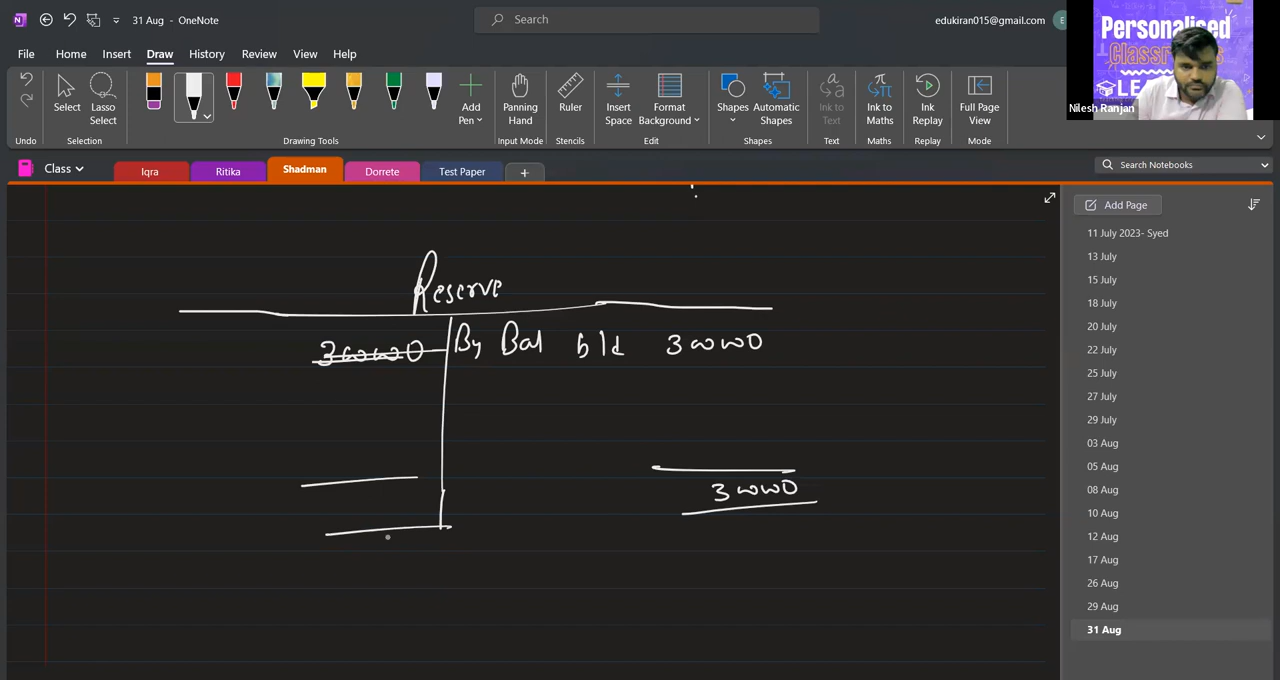 31 Aug - OneNote
Search
edukiran015@gmail.com
E
Personalised
Classrooms
LE
Nilesh Ranjan
File Home Insert Draw History Review View Help
Undo
Select
Lasso Select
Selection
Drawing Tools
Add Pen
Panning Hand
Input Mode
Ruler
Stencils
Insert Space
Format Background
Edit
Shapes
Automatic Shapes
Shapes
Ink to Text
Ink to Maths
Maths
Ink Replay
Replay
Full Page View
Mode
Class
Iqra Ritika Shadman Dorrete Test Paper +
Search Notebooks
Add Page
11 July 2023- Syed
13 July
15 July
18 July
20 July
22 July
25 July
27 July
29 July
03 Aug
05 Aug
08 Aug
10 Aug
12 Aug
17 Aug
26 Aug
29 Aug
31 Aug
Reserve
300000 By Bal b/d 300000
300000